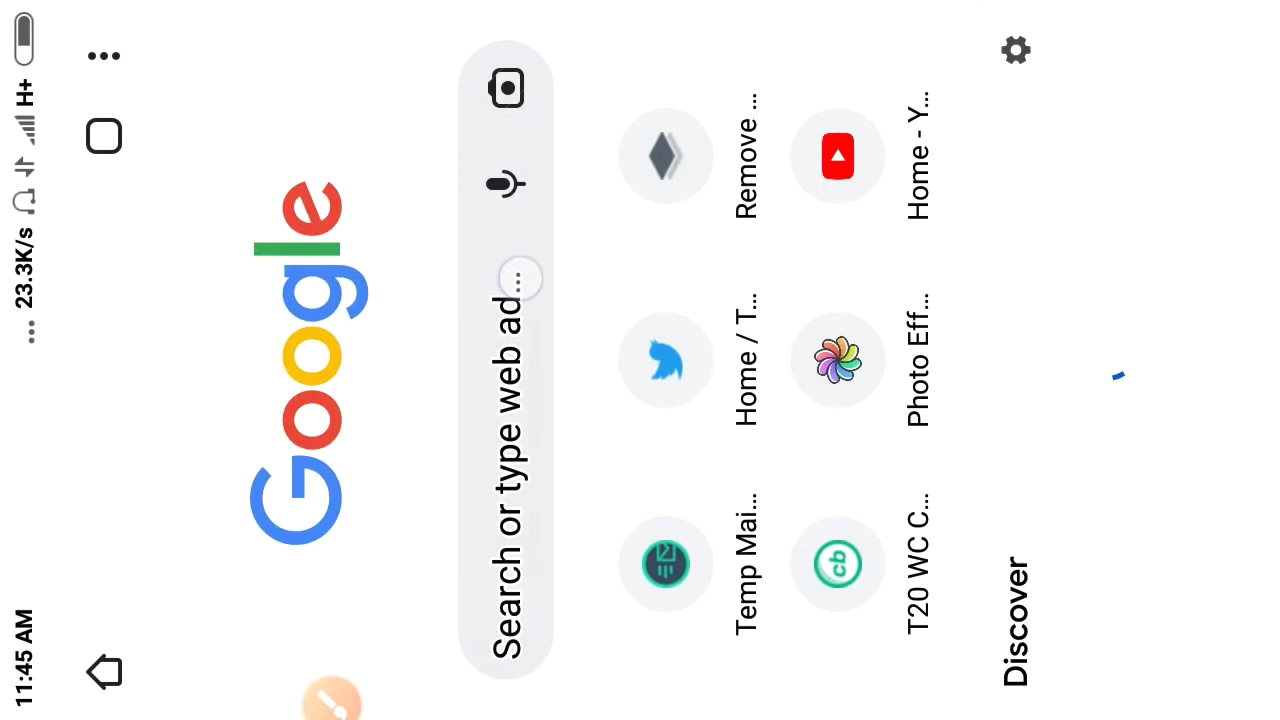 11:45 AM ... 23.3K/s H+
Google
Search or type web ad...
Temp Mai... Home / T... Remove ...
cb
T20 WC C... Photo Eff... Home - Y...
Discover